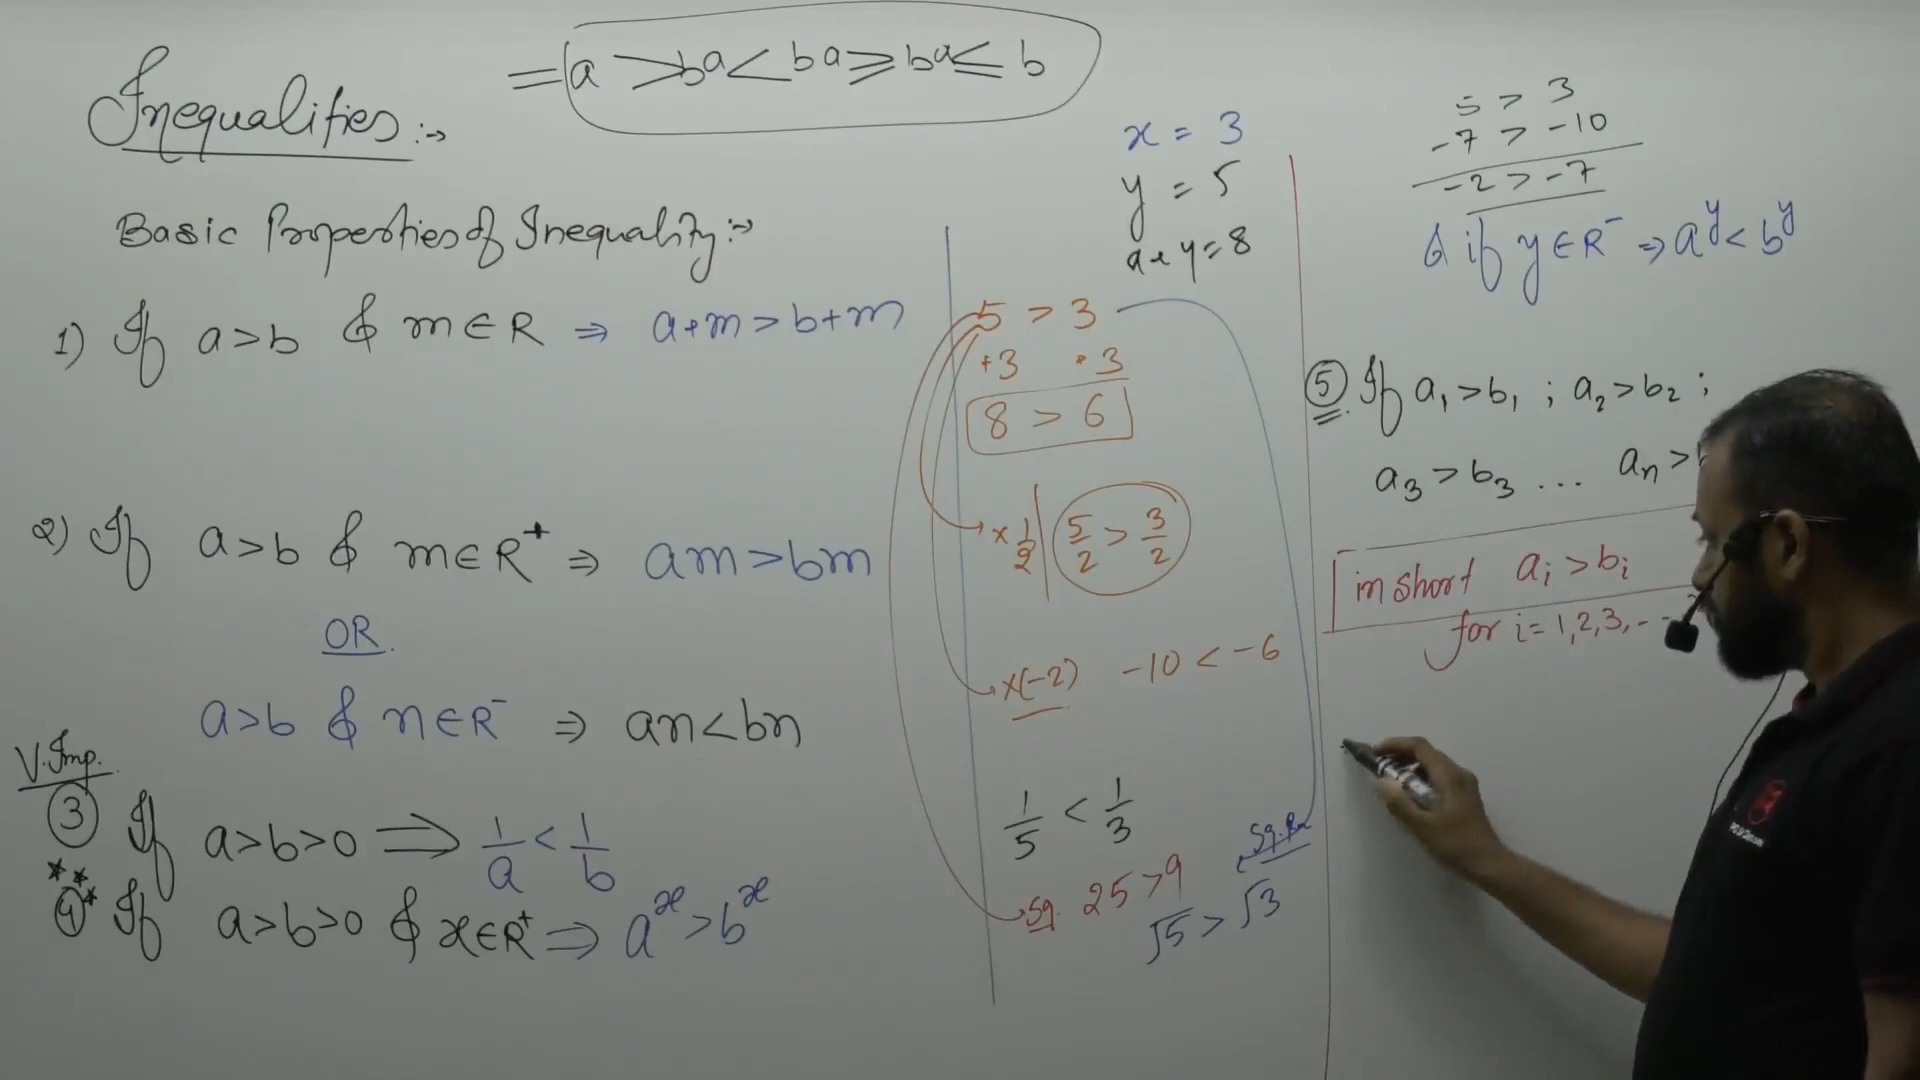 Inequalities :→
= a > b a < b a ≥ b a ≤ b
Basic Properties of Inequality :→
1) If a > b & m ∈ R ⇒ a+m > b+m
2) If a > b & m ∈ R⁺ ⇒ am > bm
OR
a > b & n ∈ R⁻ ⇒ an < bn
V. Imp.
③ If a > b > 0 ⇒ 1/a < 1/b
***
④ If a > b > 0 & x ∈ R⁺ ⇒ aˣ > bˣ
x = 3
y = 5
y = 8
5 > 3
+3 +3
8 > 6
× 1/2 | 5/2 > 3/2
×(-2) -10 < -6
1/5 < 1/3
Sq. 25 > 9
√5 > √3
5 > 3
-7 > -10
-2 > -7
& if y ∈ R⁻ ⇒ aʸ < bʸ
⑤ If a₁ > b₁ ; a₂ > b₂ ;
a₃ > b₃ ... aₙ >
in short aᵢ > bᵢ
for i = 1, 2, 3, - -